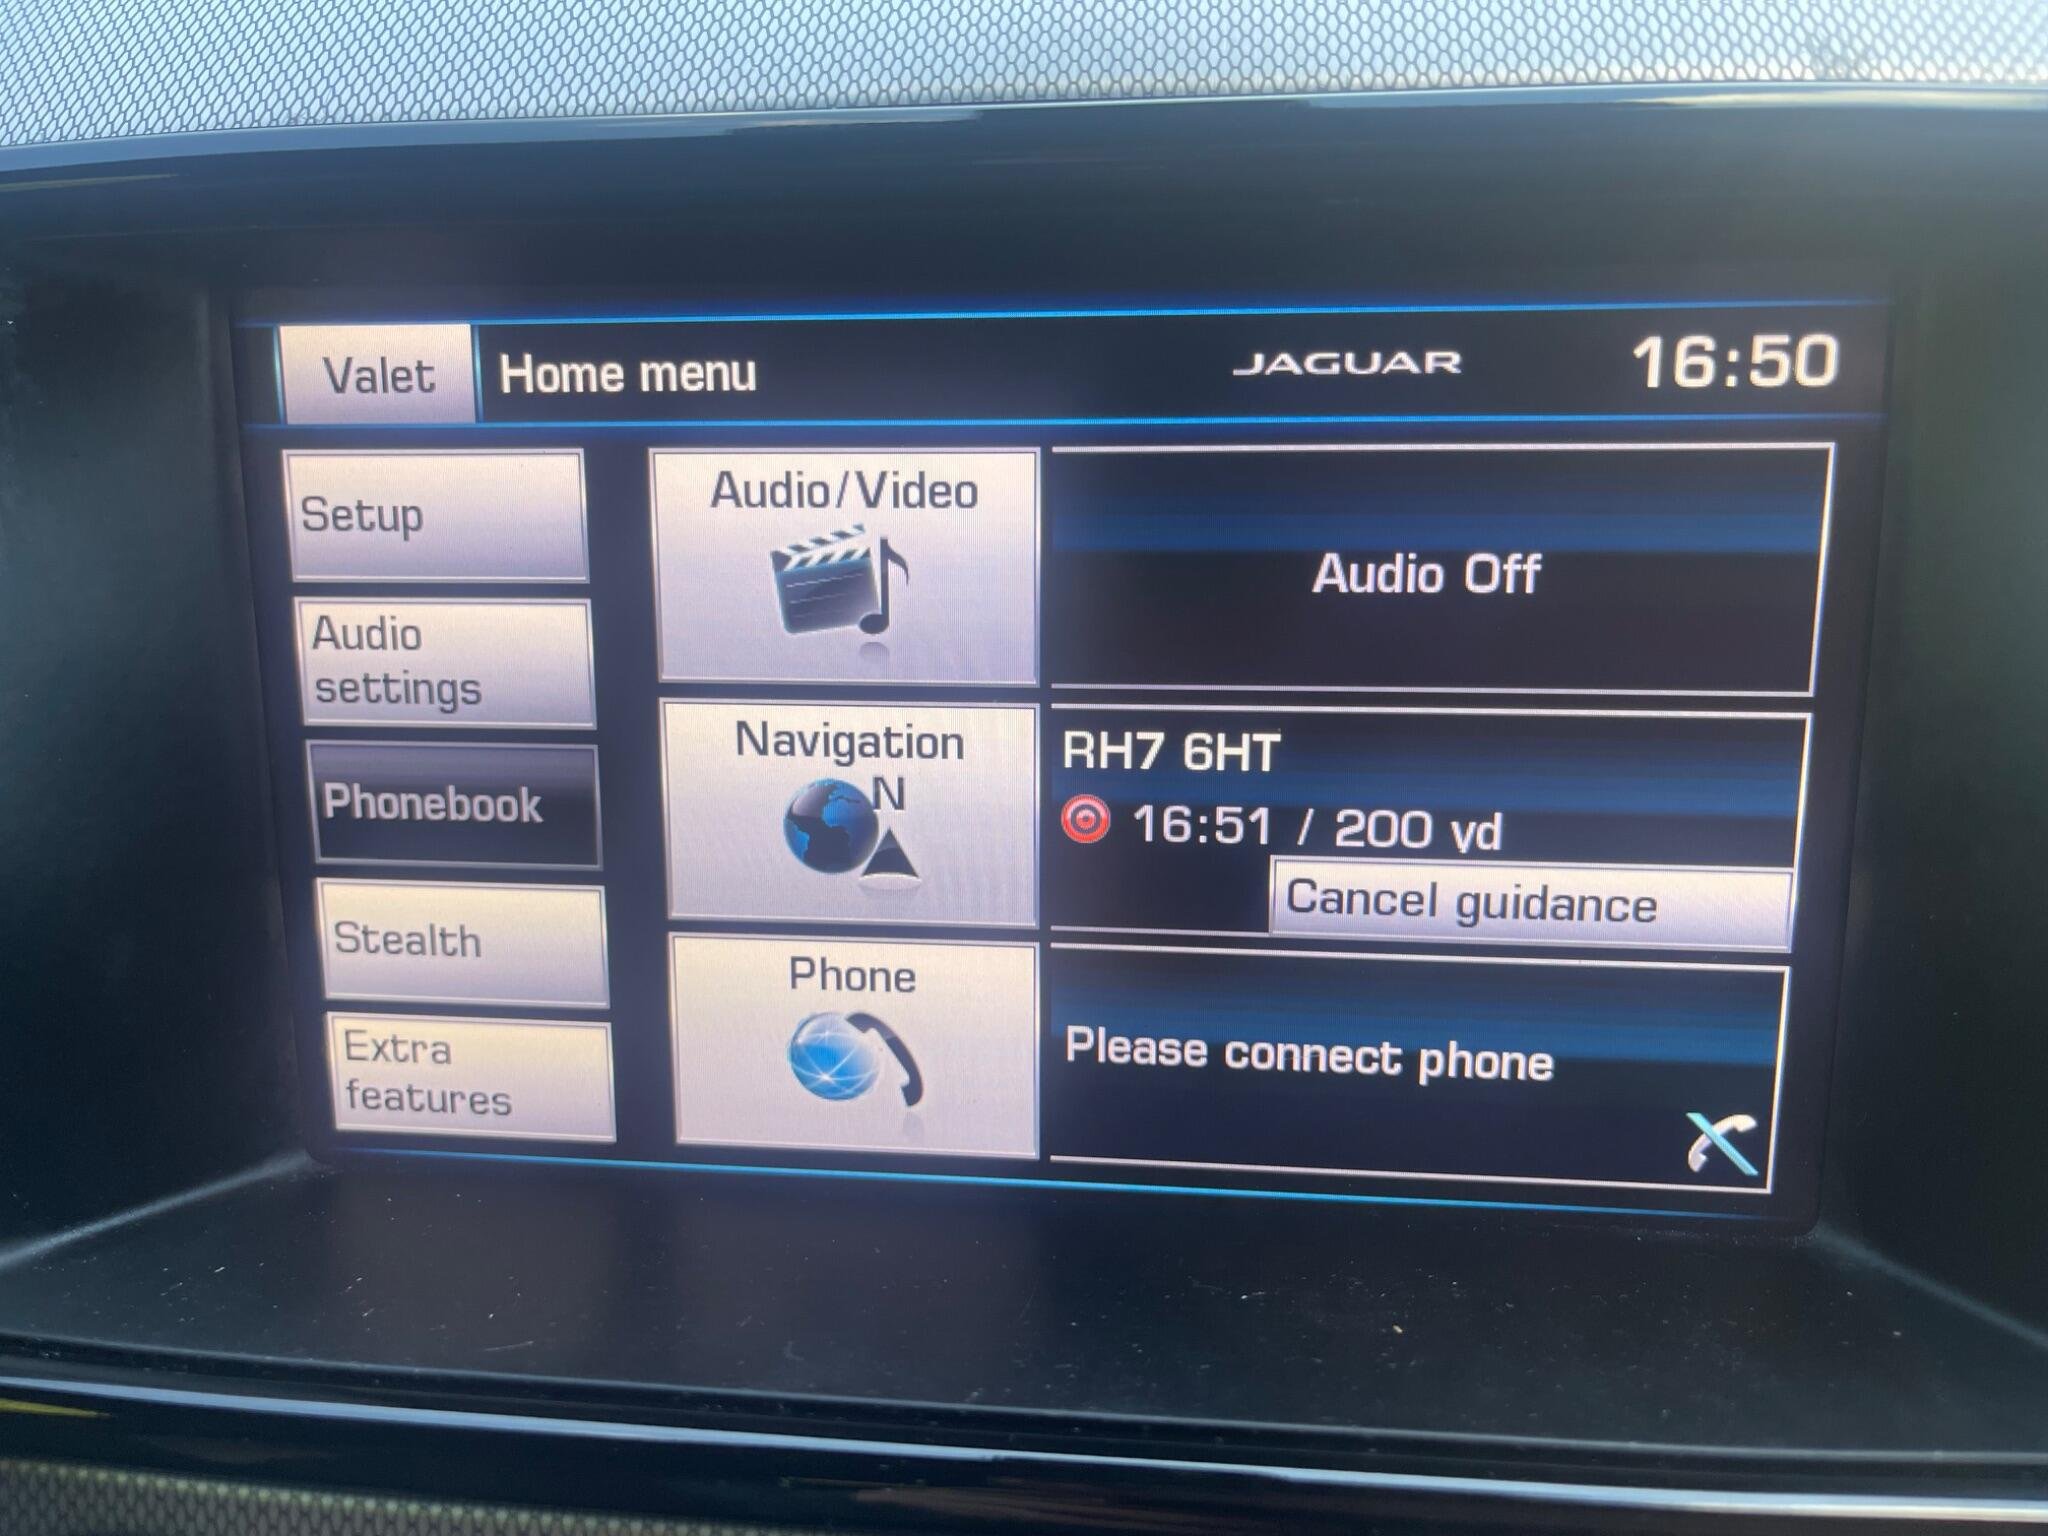 Valet
Home menu
JAGUAR
16:50
Setup
Audio
settings
Phonebook
Stealth
Extra
features
Audio/Video
Audio Off
Navigation
N
RH7 6HT
16:51 / 200 yd
Cancel guidance
Phone
Please connect phone